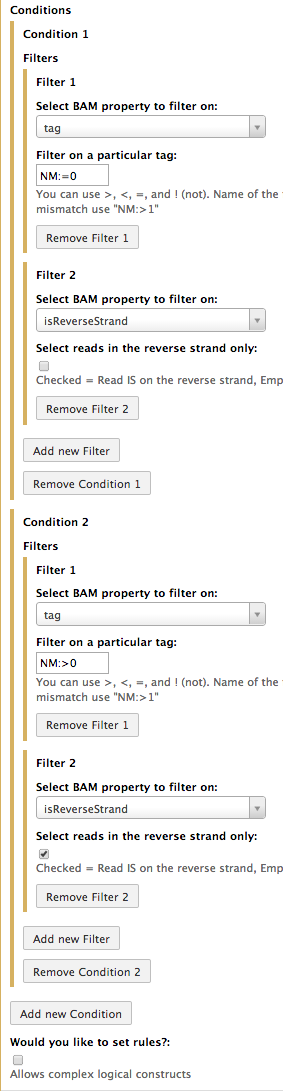 Conditions
Condition 1
Filters
Filter 1
Select BAM property to filter on:
tag
Filter on a particular tag:
NM:=0
You can use >, <, =, and ! (not). Name of the
mismatch use "NM:>1"
Remove Filter 1
Filter 2
Select BAM property to filter on:
isReverseStrand
Select reads in the reverse strand only:
Checked = Read IS on the reverse strand, Emp
Remove Filter 2
Add new Filter
Remove Condition 1
Condition 2
Filters
Filter 1
Select BAM property to filter on:
tag
Filter on a particular tag:
NM:>0
You can use >, <, =, and ! (not). Name of the
mismatch use "NM:>1"
Remove Filter 1
Filter 2
Select BAM property to filter on:
isReverseStrand
Select reads in the reverse strand only:
Checked = Read IS on the reverse strand, Emp
Remove Filter 2
Add new Filter
Remove Condition 2
Add new Condition
Would you like to set rules?:
Allows complex logical constructs